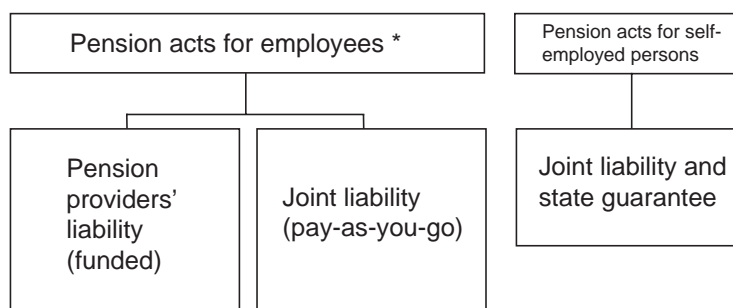 Pension acts for employees *
Pension acts for self-
employed persons
Pension
providers’
liability
(funded)
Joint liability
(pay-as-you-go)
Joint liability and
state guarantee